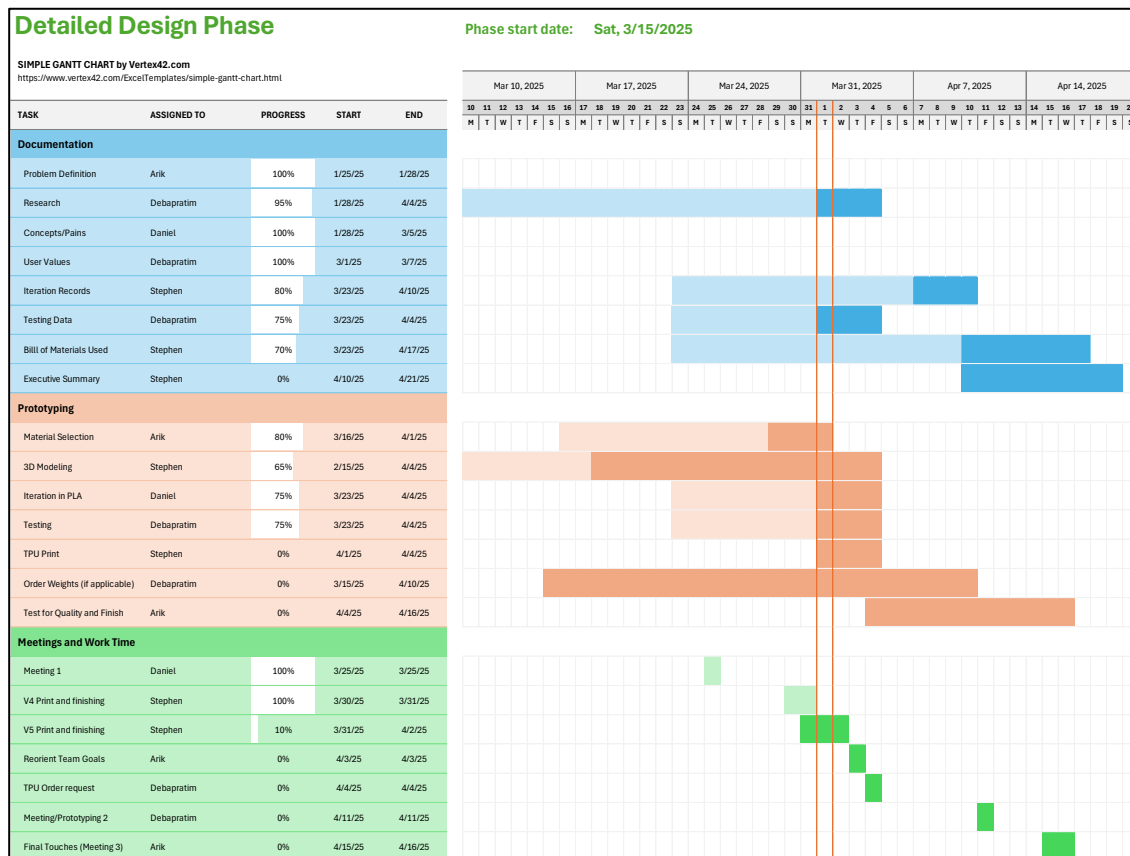 Detailed Design Phase
Phase start date: Sat, 3/15/2025
SIMPLE GANTT CHART by Vertex42.com
https://www.vertex42.com/ExcelTemplates/simple-gantt-chart.html
Mar 10, 2025 Mar 17, 2025 Mar 24, 2025 Mar 31, 2025 Apr 7, 2025 Apr 14, 2025
10 11 12 13 14 15 16 17 18 19 20 21 22 23 24 25 26 27 28 29 30 31 1 2 3 4 5 6 7 8 9 10 11 12 13 14 15 16 17 18 19
TASK ASSIGNED TO PROGRESS START END
M T W T F S S M T W T F S S M T W T F S S M T W T F S S M T W T F S S M T W T F S
Documentation
Problem Definition Arik 100% 1/25/25 1/28/25
Research Debapratim 95% 1/28/25 4/4/25
Concepts/Pains Daniel 100% 1/28/25 3/5/25
User Values Debapratim 100% 3/1/25 3/7/25
Iteration Records Stephen 80% 3/23/25 4/10/25
Testing Data Debapratim 75% 3/23/25 4/4/25
Billl of Materials Used Stephen 70% 3/23/25 4/17/25
Executive Summary Stephen 0% 4/10/25 4/21/25
Prototyping
Material Selection Arik 80% 3/16/25 4/1/25
3D Modeling Stephen 65% 2/15/25 4/4/25
Iteration in PLA Daniel 75% 3/23/25 4/4/25
Testing Debapratim 75% 3/23/25 4/4/25
TPU Print Stephen 0% 4/1/25 4/4/25
Order Weights (if applicable) Debapratim 0% 3/15/25 4/10/25
Test for Quality and Finish Arik 0% 4/4/25 4/16/25
Meetings and Work Time
Meeting 1 Daniel 100% 3/25/25 3/25/25
V4 Print and finishing Stephen 100% 3/30/25 3/31/25
V5 Print and finishing Stephen 10% 3/31/25 4/2/25
Reorient Team Goals Arik 0% 4/3/25 4/3/25
TPU Order request Debapratim 0% 4/4/25 4/4/25
Meeting/Prototyping 2 Debapratim 0% 4/11/25 4/11/25
Final Touches (Meeting 3) Arik 0% 4/15/25 4/16/25